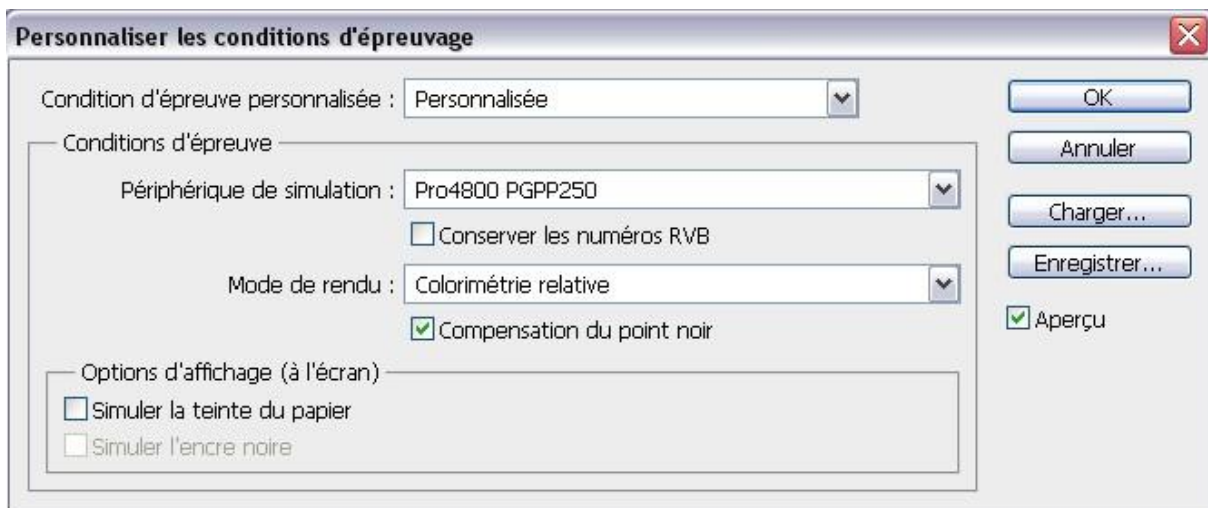 Personnaliser les conditions d'épreuvage
Condition d'épreuve personnalisée : Personnalisée
OK
Conditions d'épreuve
Annuler
Périphérique de simulation : Pro4800 PGPP250
Charger...
Conserver les numéros RVB
Enregistrer...
Mode de rendu : Colorimétrie relative
Compensation du point noir
Aperçu
Options d'affichage (à l'écran)
Simuler la teinte du papier
Simuler l'encre noire